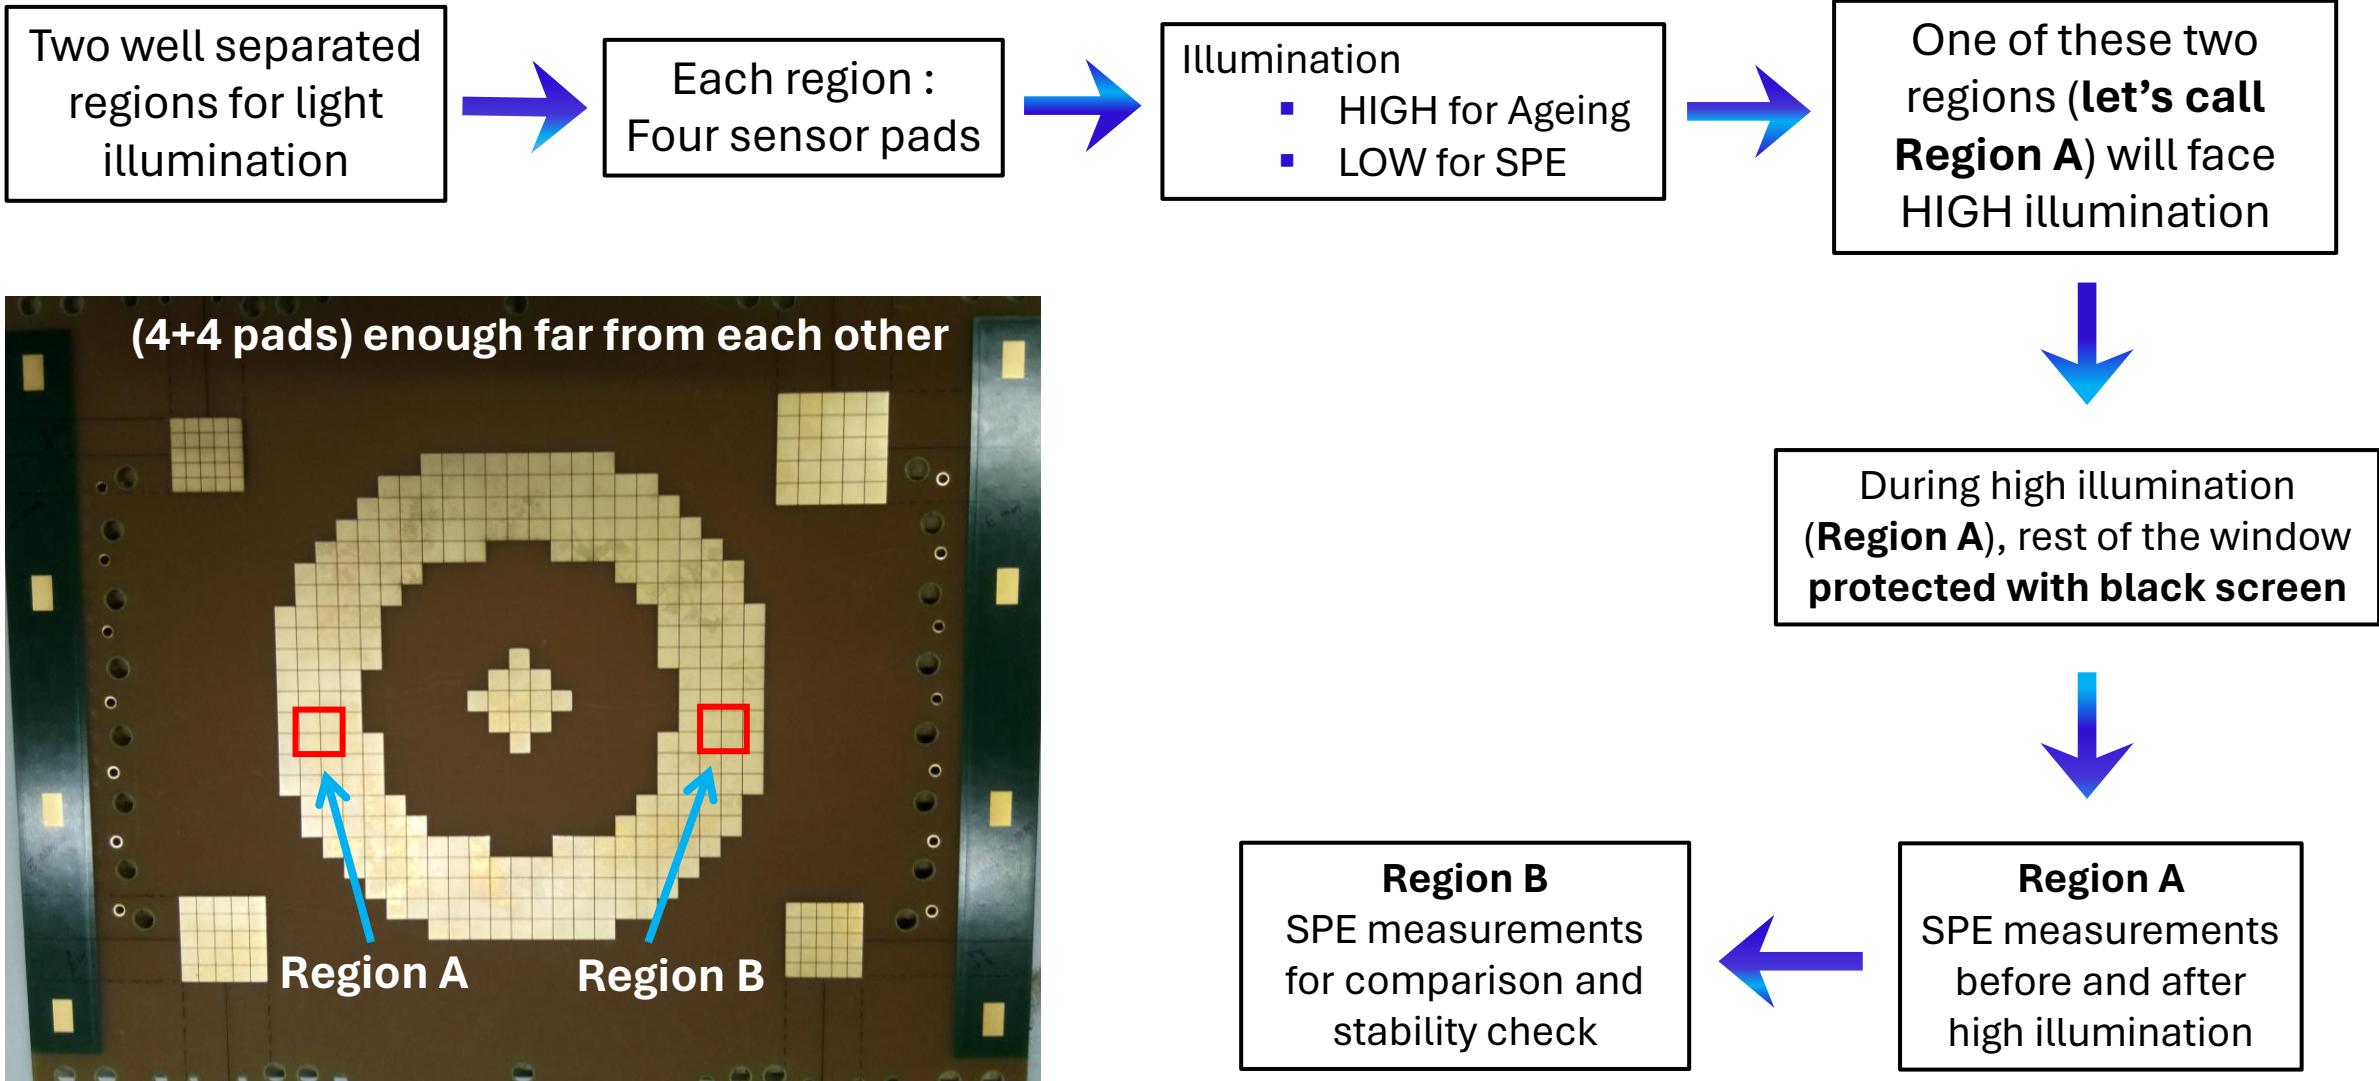 Two well separated
regions for light
illumination
Each region :
Four sensor pads
Illumination
▪ HIGH for Ageing
▪ LOW for SPE
One of these two
regions (let's call
Region A) will face
HIGH illumination
During high illumination
(Region A), rest of the window
protected with black screen
Region A
SPE measurements
before and after
high illumination
Region B
SPE measurements
for comparison and
stability check
(4+4 pads) enough far from each other
Region A
Region B